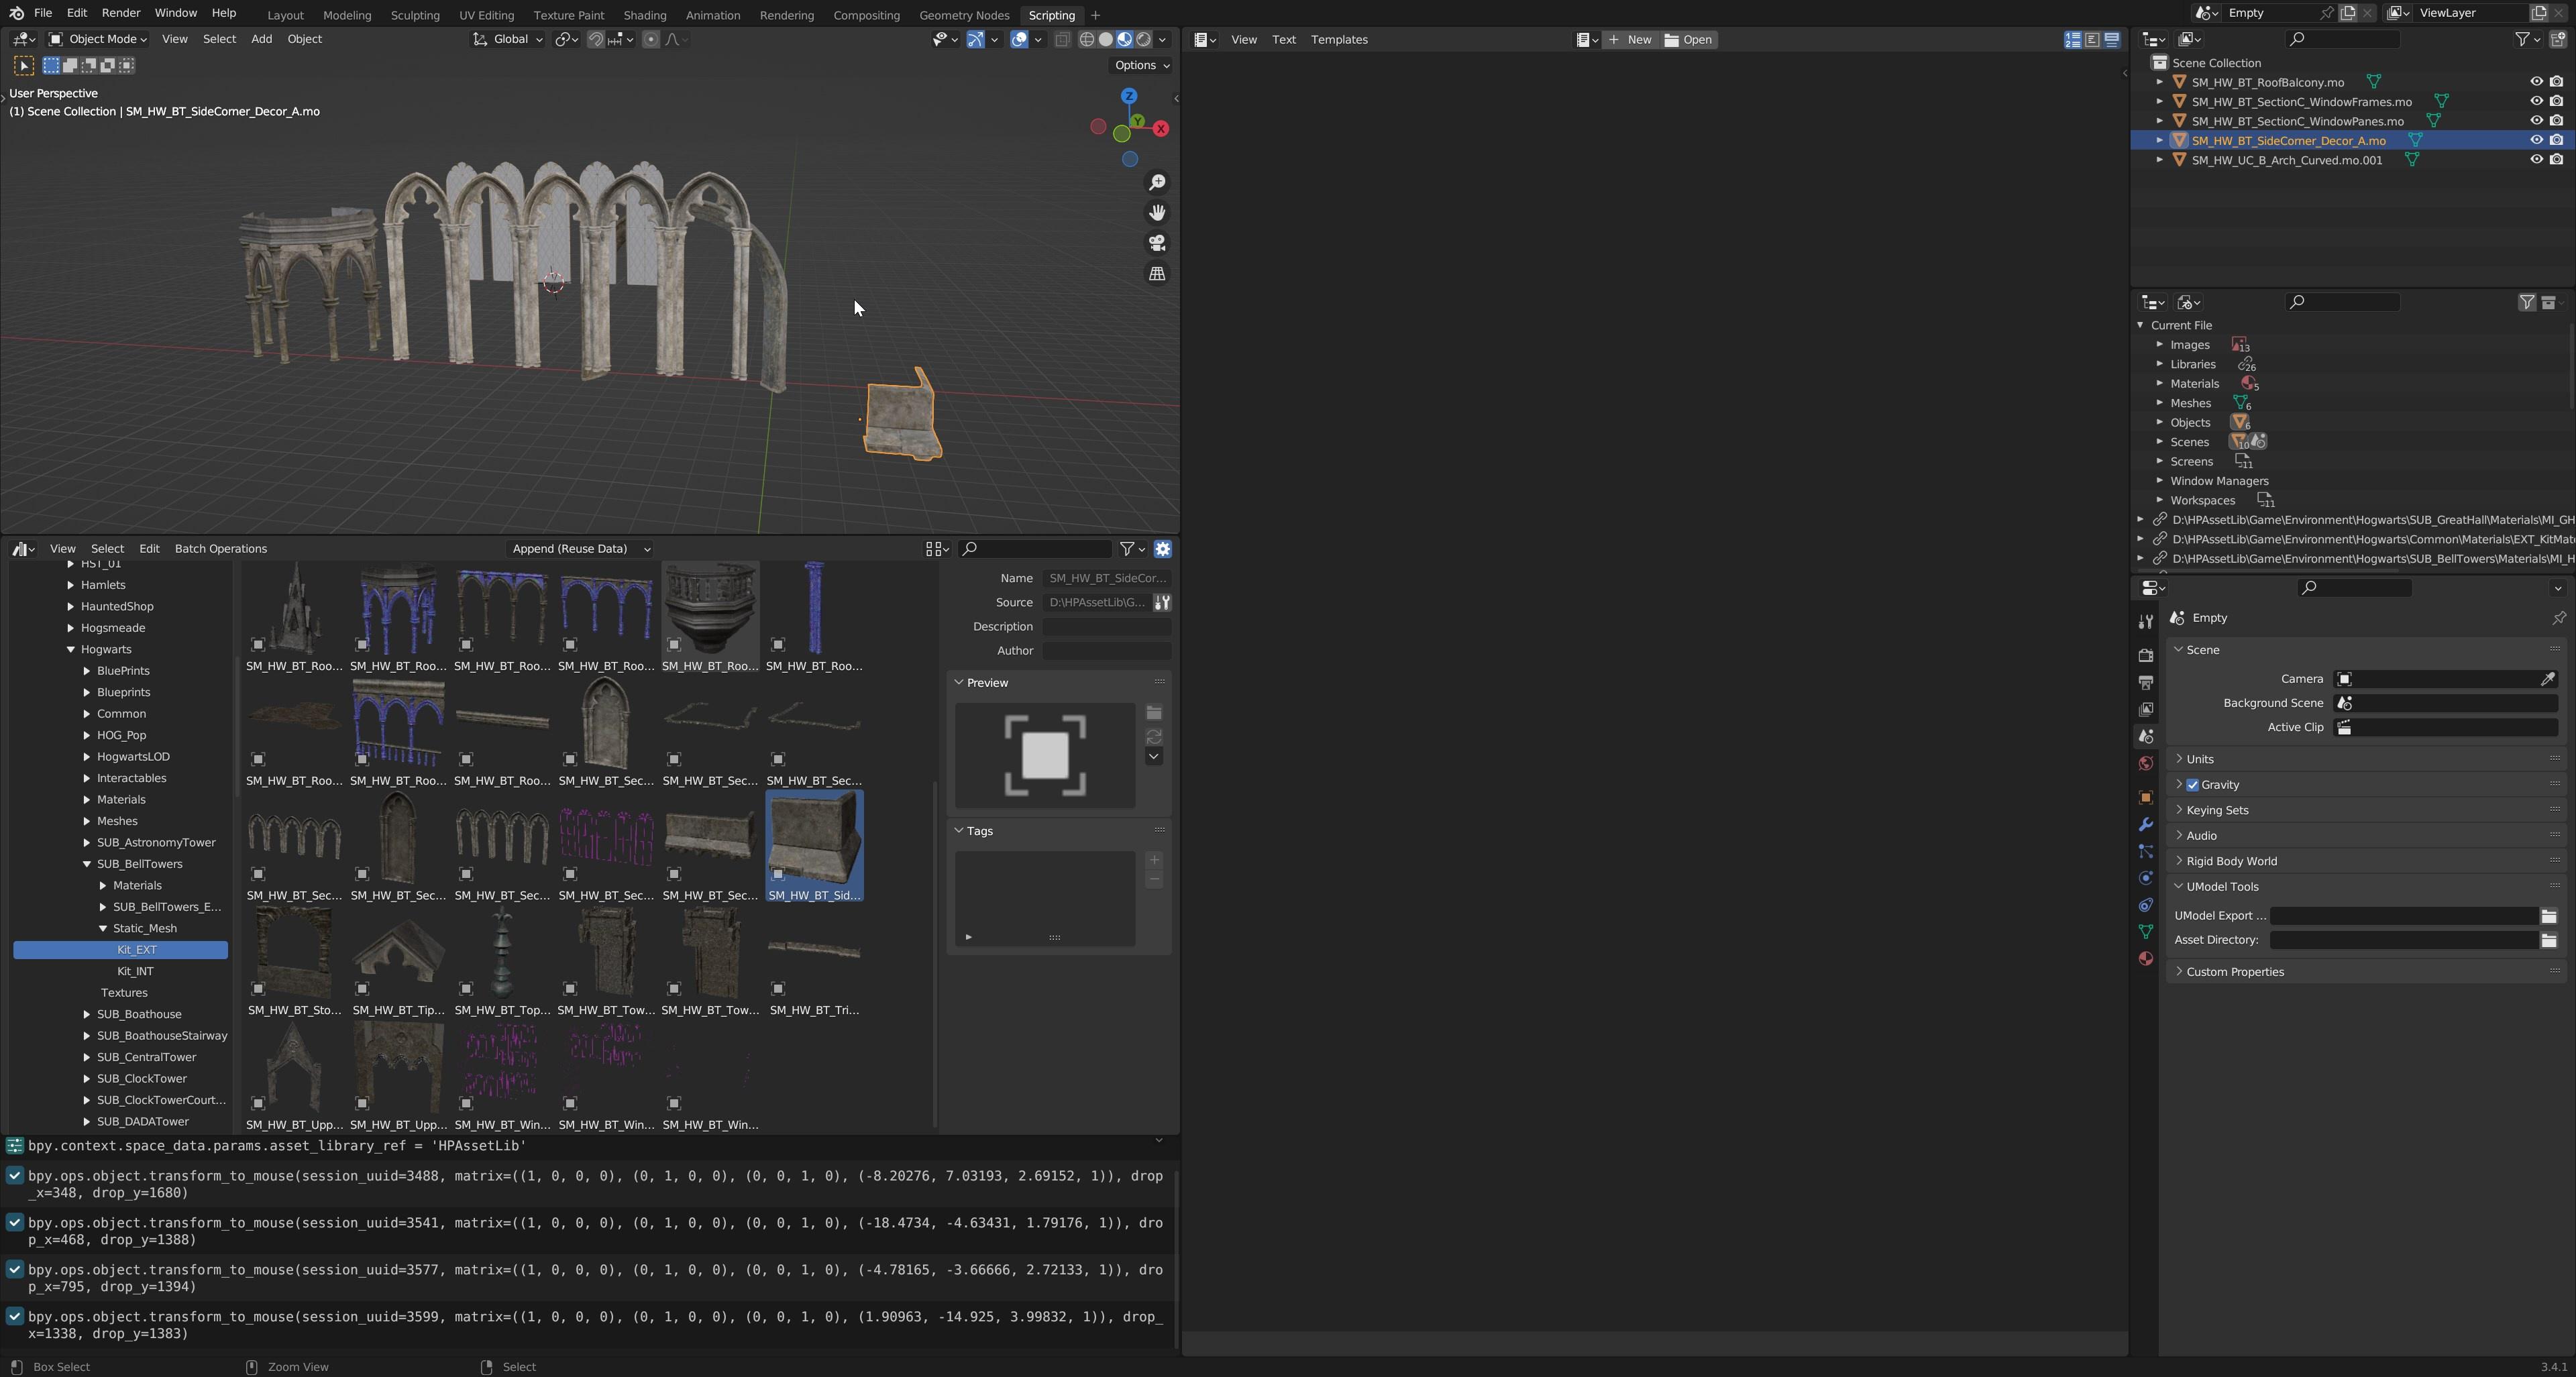 File Edit Render Window Help Layout Modeling Sculpting UV Editing Texture Paint Shading Animation Rendering Compositing Geometry Nodes Scripting + Empty ViewLayer
Object Mode View Select Add Object Global View Text Templates + New Open
Options
User Perspective
(1) Scene Collection | SM_HW_BT_SideCorner_Decor_A.mo
Z
Y
X
Scene Collection
SM_HW_BT_RoofBalcony.mo
SM_HW_BT_SectionC_WindowFrames.mo
SM_HW_BT_SectionC_WindowPanes.mo
SM_HW_BT_SideCorner_Decor_A.mo
SM_HW_UC_B_Arch_Curved.mo.001
Current File
Images 13
Libraries 26
Materials 5
Meshes 6
Objects 6
Scenes 10
Screens 11
Window Managers
Workspaces 11
D:\HPAssetLib\Game\Environment\Hogwarts\SUB_GreatHall\Materials\MI_GH
D:\HPAssetLib\Game\Environment\Hogwarts\Common\Materials\EXT_KitMat
D:\HPAssetLib\Game\Environment\Hogwarts\SUB_BellTowers\Materials\MI_H
View Select Edit Batch Operations Append (Reuse Data)
HST_01
Hamlets
HauntedShop
Hogsmeade
Hogwarts
BluePrints
Blueprints
Common
HOG_Pop
HogwartsLOD
Interactables
Materials
Meshes
SUB_AstronomyTower
SUB_BellTowers
Materials
SUB_BellTowers_E...
Static_Mesh
Kit_EXT
Kit_INT
Textures
SUB_Boathouse
SUB_BoathouseStairway
SUB_CentralTower
SUB_ClockTower
SUB_ClockTowerCourt...
SUB_DADATower
SM_HW_BT_Roo... SM_HW_BT_Roo... SM_HW_BT_Roo... SM_HW_BT_Roo... SM_HW_BT_Roo... SM_HW_BT_Roo...
SM_HW_BT_Roo... SM_HW_BT_Roo... SM_HW_BT_Roo... SM_HW_BT_Sec... SM_HW_BT_Sec... SM_HW_BT_Sec...
SM_HW_BT_Sec... SM_HW_BT_Sec... SM_HW_BT_Sec... SM_HW_BT_Sec... SM_HW_BT_Sec... SM_HW_BT_Sid...
SM_HW_BT_Sto... SM_HW_BT_Tip... SM_HW_BT_Top... SM_HW_BT_Tow... SM_HW_BT_Tow... SM_HW_BT_Tri...
SM_HW_BT_Upp... SM_HW_BT_Upp... SM_HW_BT_Win... SM_HW_BT_Win... SM_HW_BT_Win...
Name SM_HW_BT_SideCor...
Source D:\HPAssetLib\G...
Description
Author
Preview
Tags
Empty
Scene
Camera
Background Scene
Active Clip
Units
Gravity
Keying Sets
Audio
Rigid Body World
UModel Tools
UModel Export ...
Asset Directory:
Custom Properties
bpy.context.space_data.params.asset_library_ref = 'HPAssetLib'
bpy.ops.object.transform_to_mouse(session_uuid=3488, matrix=((1, 0, 0, 0), (0, 1, 0, 0), (0, 0, 1, 0), (-8.20276, 7.03193, 2.69152, 1)), drop
_x=348, drop_y=1680)
bpy.ops.object.transform_to_mouse(session_uuid=3541, matrix=((1, 0, 0, 0), (0, 1, 0, 0), (0, 0, 1, 0), (-18.4734, -4.63431, 1.79176, 1)), dro
p_x=468, drop_y=1388)
bpy.ops.object.transform_to_mouse(session_uuid=3577, matrix=((1, 0, 0, 0), (0, 1, 0, 0), (0, 0, 1, 0), (-4.78165, -3.66666, 2.72133, 1)), dro
p_x=795, drop_y=1394)
bpy.ops.object.transform_to_mouse(session_uuid=3599, matrix=((1, 0, 0, 0), (0, 1, 0, 0), (0, 0, 1, 0), (1.90963, -14.925, 3.99832, 1)), drop_
x=1338, drop_y=1383)
Box Select Zoom View Select 3.4.1